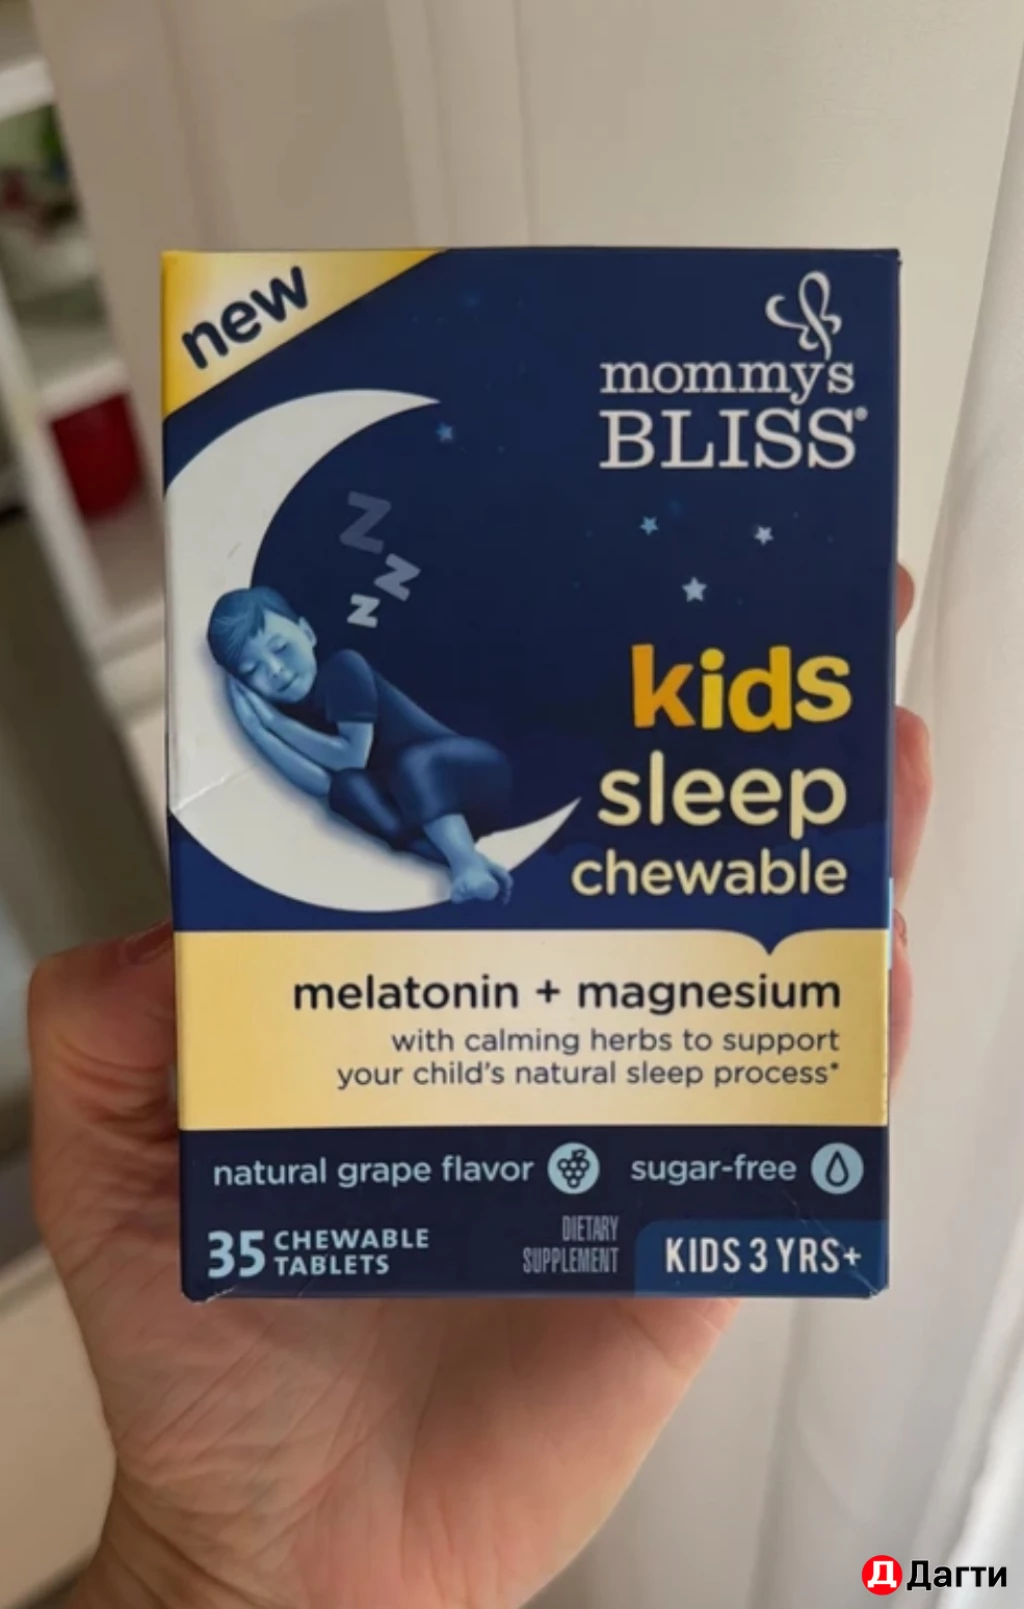 new
mommy's
BLISS®
z
z
z
kids
sleep
chewable
melatonin + magnesium
with calming herbs to support
your child's natural sleep process*
natural grape flavor
sugar-free
35 CHEWABLE
TABLETS
DIETARY
SUPPLEMENT
KIDS 3 YRS+
Д Дагти